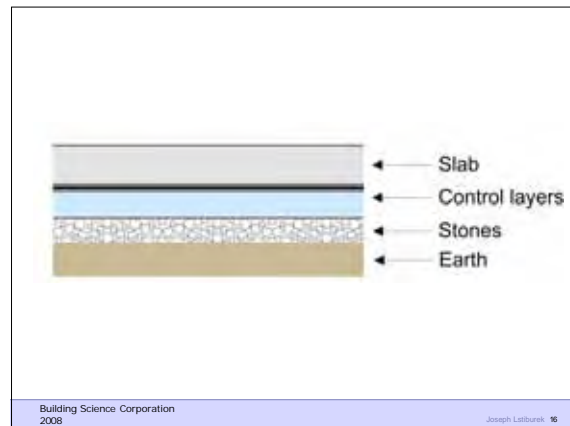 Slab
Control layers
Stones
Earth
Building Science Corporation
2008
Joseph Lstiburek 16